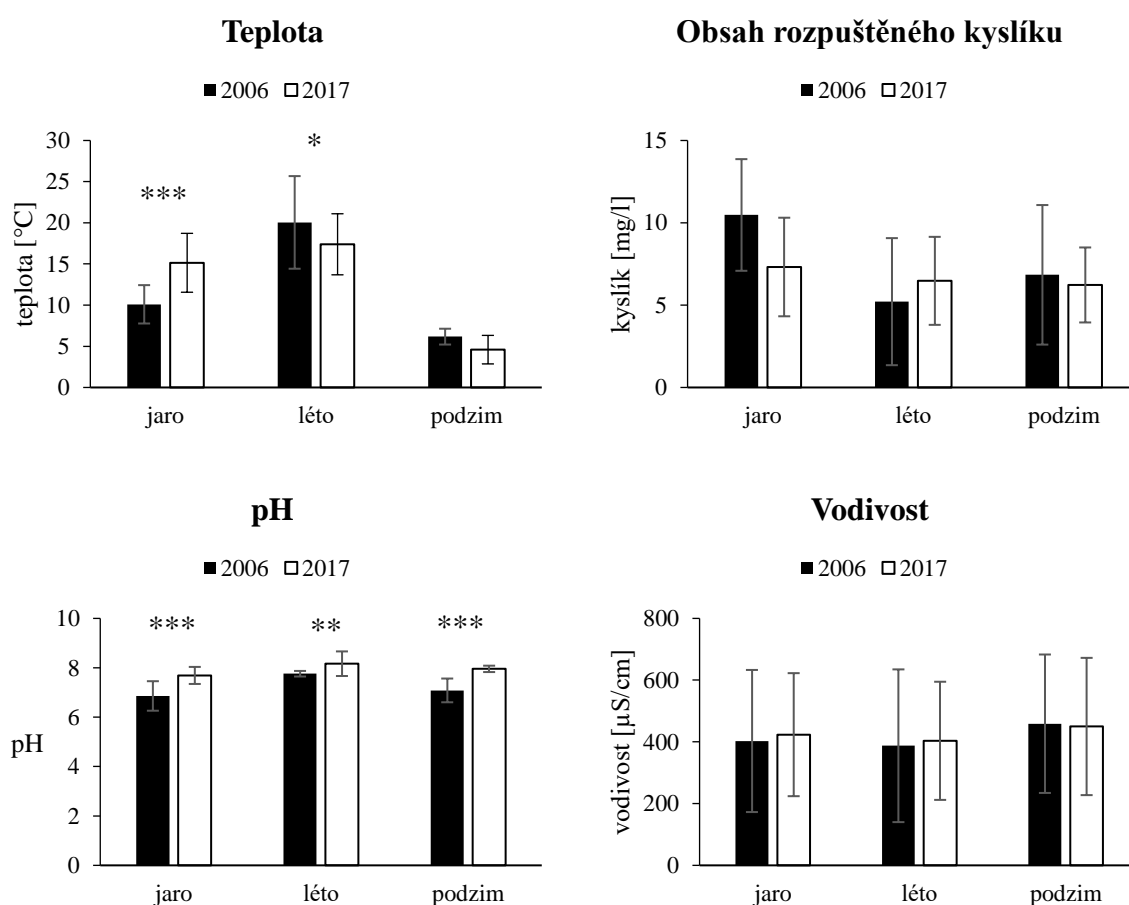 Teplota
■2006 □2017
teplota [°C]
30
25
20
15
10
5
0
***
*
jaro léto podzim
Obsah rozpuštěného kyslíku
■2006 □2017
kyslík [mg/l]
15
10
5
0
jaro léto podzim
pH
■2006 □2017
pH
10
8
6
4
2
0
*** ** ***
jaro léto podzim
Vodivost
■2006 □2017
vodivost [µS/cm]
800
600
400
200
0
jaro léto podzim